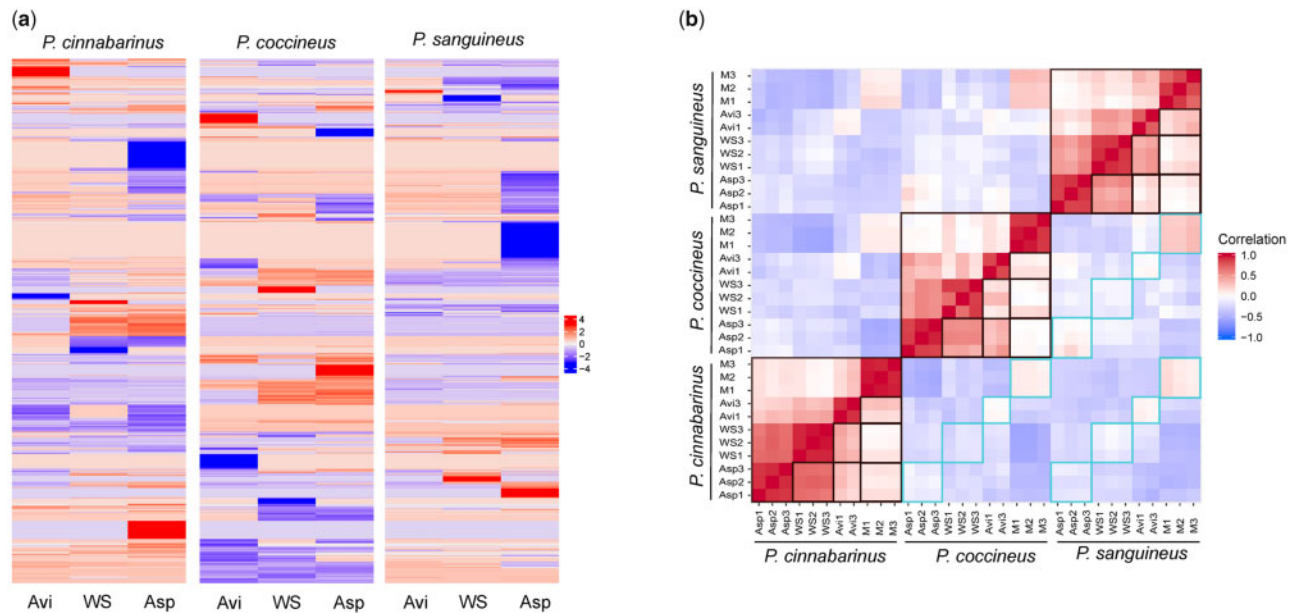 (a)
P. cinnabarinus
P. coccineus
P. sanguineus
4
2
0
−2
−4
Avi WS Asp
Avi WS Asp
Avi WS Asp
(b)
P. sanguineus
M3
M2
M1
Avi3
Avi1
WS3
WS2
WS1
Asp3
Asp2
Asp1
P. coccineus
M3
M2
M1
Avi3
Avi1
WS3
WS2
WS1
Asp3
Asp2
Asp1
P. cinnabarinus
M3
M2
M1
Avi3
Avi1
WS3
WS2
WS1
Asp3
Asp2
Asp1
Correlation
1.0
0.5
0.0
−0.5
−1.0
Asp1 Asp2 Asp3 WS1 WS2 WS3 Avi1 Avi3 M1 M2 M3 Asp1 Asp2 Asp3 WS1 WS2 WS3 Avi1 Avi3 M1 M2 M3 Asp1 Asp2 Asp3 WS1 WS2 WS3 Avi1 Avi3 M1 M2 M3
P. cinnabarinus P. coccineus P. sanguineus